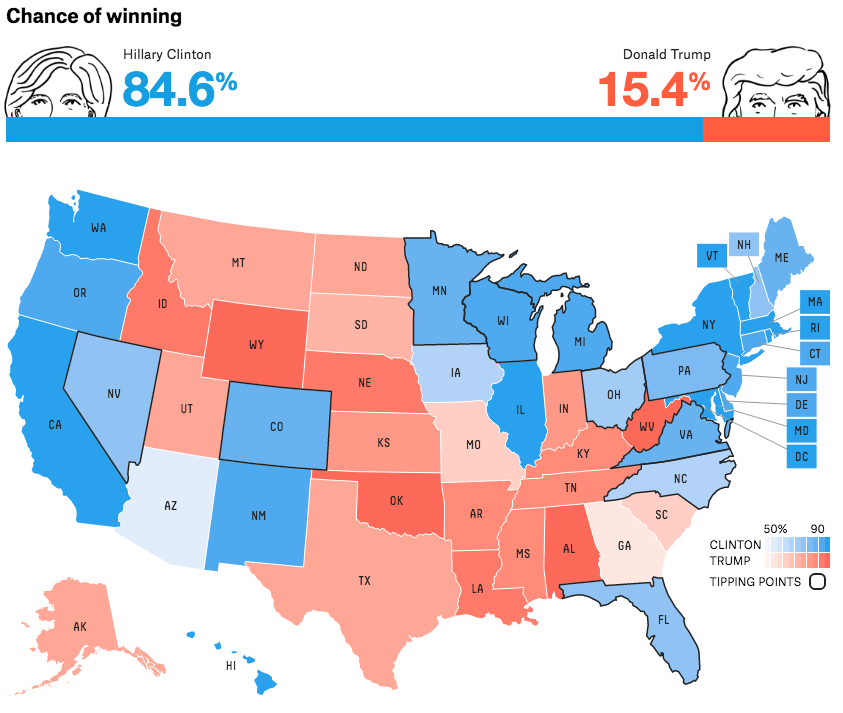 Chance of winning
Hillary Clinton
Donald Trump
84.6%
15.4%
WA
MT
ND
MN
VT
NH
ME
OR
ID
SD
WI
MI
NY
MA
RI
CT
WY
IA
PA
NJ
NV
UT
NE
IL
IN
OH
DE
CA
CO
KS
MO
WV
VA
MD
KY
DC
AZ
NM
OK
AR
TN
NC
SC
MS
AL
GA
50%
90
CLINTON
TRUMP
TX
LA
TIPPING POINTS
AK
FL
HI